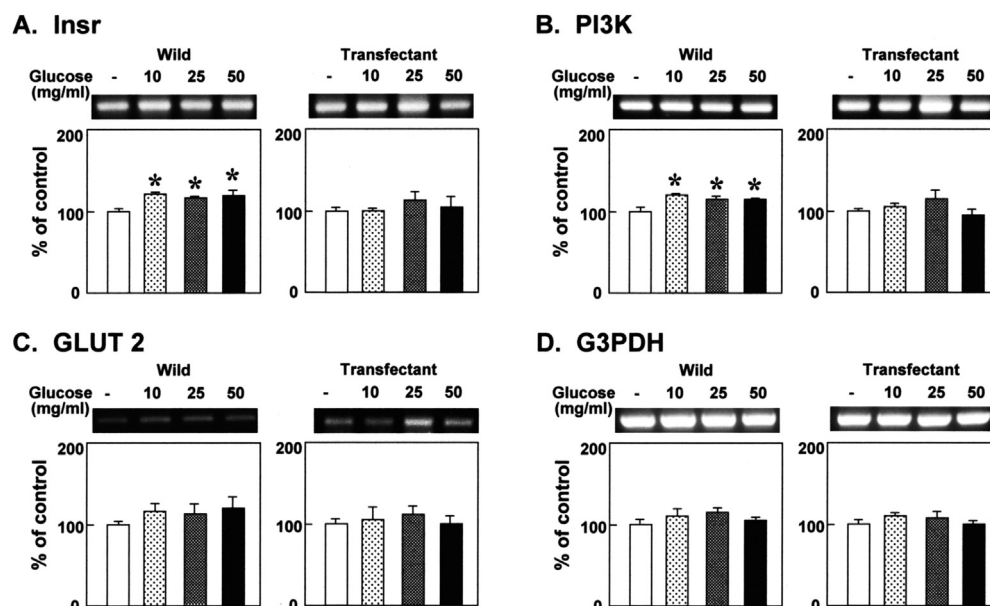 A. Insr
Wild
Transfectant
Glucose (mg/ml)
- 10 25 50
- 10 25 50
% of control
200
100
0
* * *
200
100
0
B. PI3K
Wild
Transfectant
Glucose (mg/ml)
- 10 25 50
- 10 25 50
% of control
200
100
0
* * *
200
100
0
C. GLUT 2
Wild
Transfectant
Glucose (mg/ml)
- 10 25 50
- 10 25 50
% of control
200
100
0
200
100
0
D. G3PDH
Wild
Transfectant
Glucose (mg/ml)
- 10 25 50
- 10 25 50
% of control
200
100
0
200
100
0